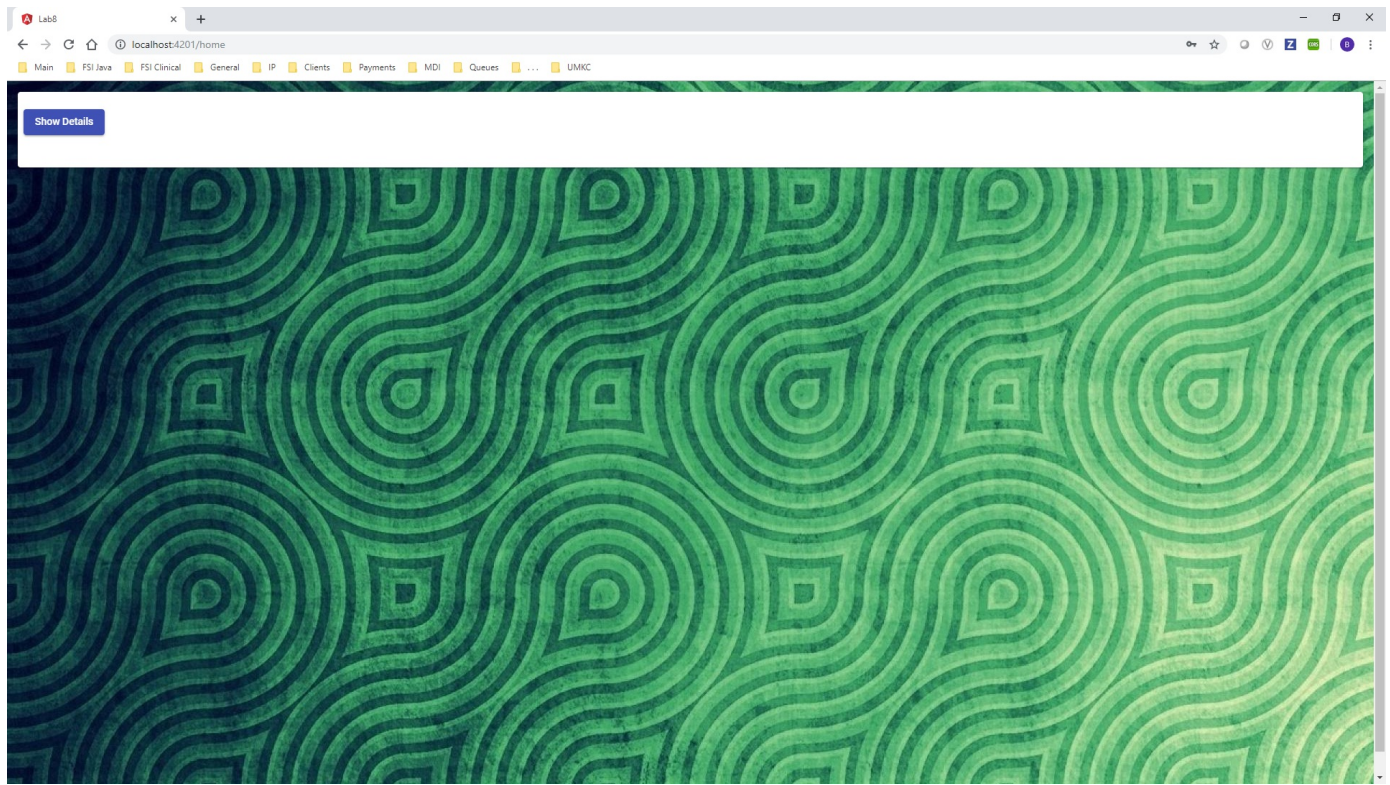 Lab8
localhost:4201/home
Main FSI Java FSI Clinical General IP Clients Payments MDI Queues ... UMKC
Show Details